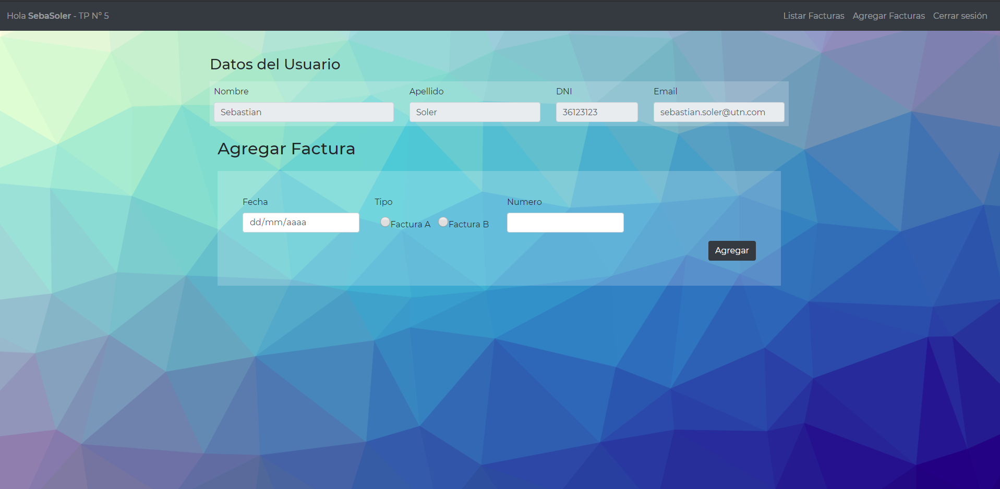 Hola SebaSoler - TP N° 5
Listar Facturas Agregar Facturas Cerrar sesión
Datos del Usuario
Nombre Apellido DNI Email
Sebastian Soler 36123123 sebastian.soler@utn.com
Agregar Factura
Fecha Tipo Numero
dd/mm/aaaa Factura A Factura B
Agregar